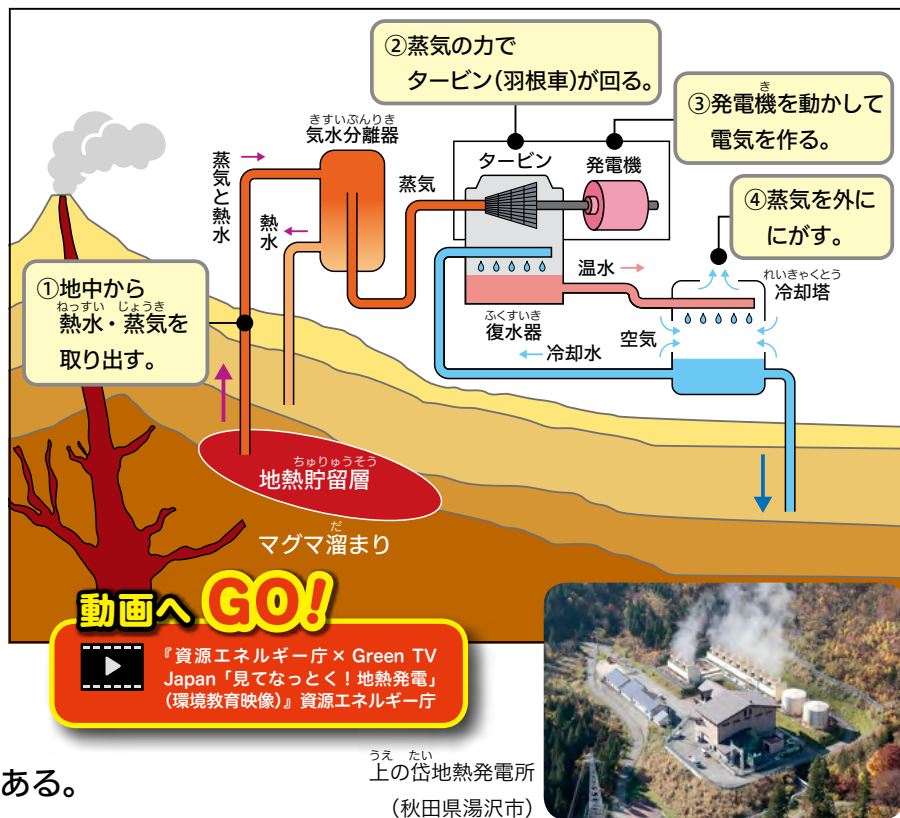 ②蒸気の力で
タービン(羽根車)が回る。
③発電機を動かして
き
電気を作る。
きすいぶんりき
気水分離器
蒸気と熱水
熱水
蒸気
タービン
発電機
④蒸気を外に
にがす。
①地中から
ねっすい じょうき
熱水・蒸気を
取り出す。
温水
れいきゃくとう
冷却塔
ふくすいき
復水器
冷却水
空気
ちゅりゅうそう
地熱貯留層
だ
マグマ溜まり
動画へ GO!
『資源エネルギー庁×Green TV
Japan「見てなっとく!地熱発電」
(環境教育映像)』資源エネルギー庁
ある。
うえ たい
上の岱地熱発電所
(秋田県湯沢市)